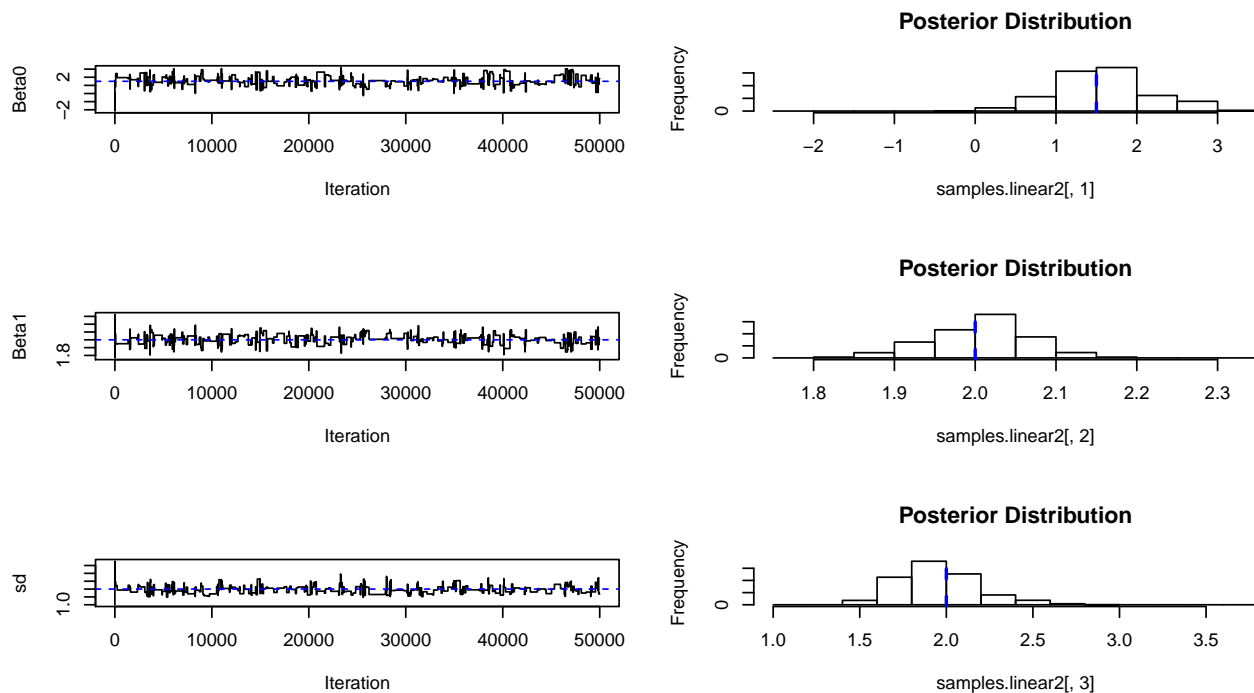 Beta0
−2
2
0 10000 20000 30000 40000 50000
Iteration
Posterior Distribution
Frequency
0
−2 −1 0 1 2 3
samples.linear2[, 1]
Beta1
1.8
0 10000 20000 30000 40000 50000
Iteration
Posterior Distribution
Frequency
0
1.8 1.9 2.0 2.1 2.2 2.3
samples.linear2[, 2]
sd
1.0
0 10000 20000 30000 40000 50000
Iteration
Posterior Distribution
Frequency
0
1.0 1.5 2.0 2.5 3.0 3.5
samples.linear2[, 3]